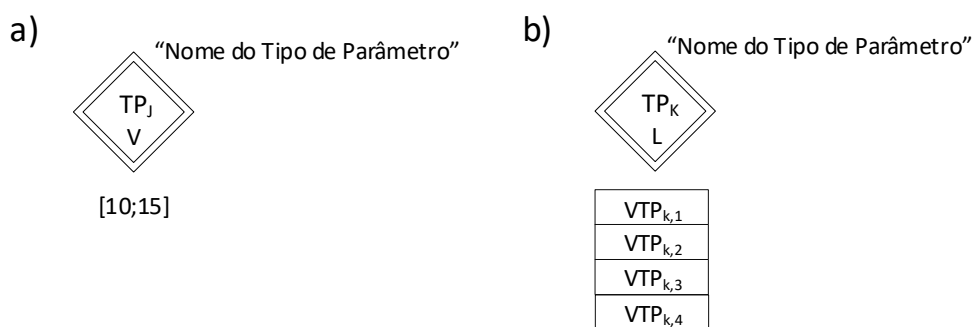 a)
“Nome do Tipo de Parâmetro”
TPJ
V
[10;15]
b)
“Nome do Tipo de Parâmetro”
TPK
L
VTPk,1
VTPk,2
VTPk,3
VTPk,4